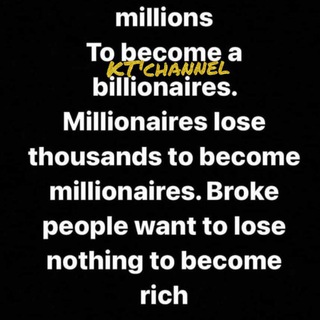 millions
To become a
KT'CHANNEL
billionaires.
Millionaires lose
thousands to become
millionaires. Broke
people want to lose
nothing to become
rich